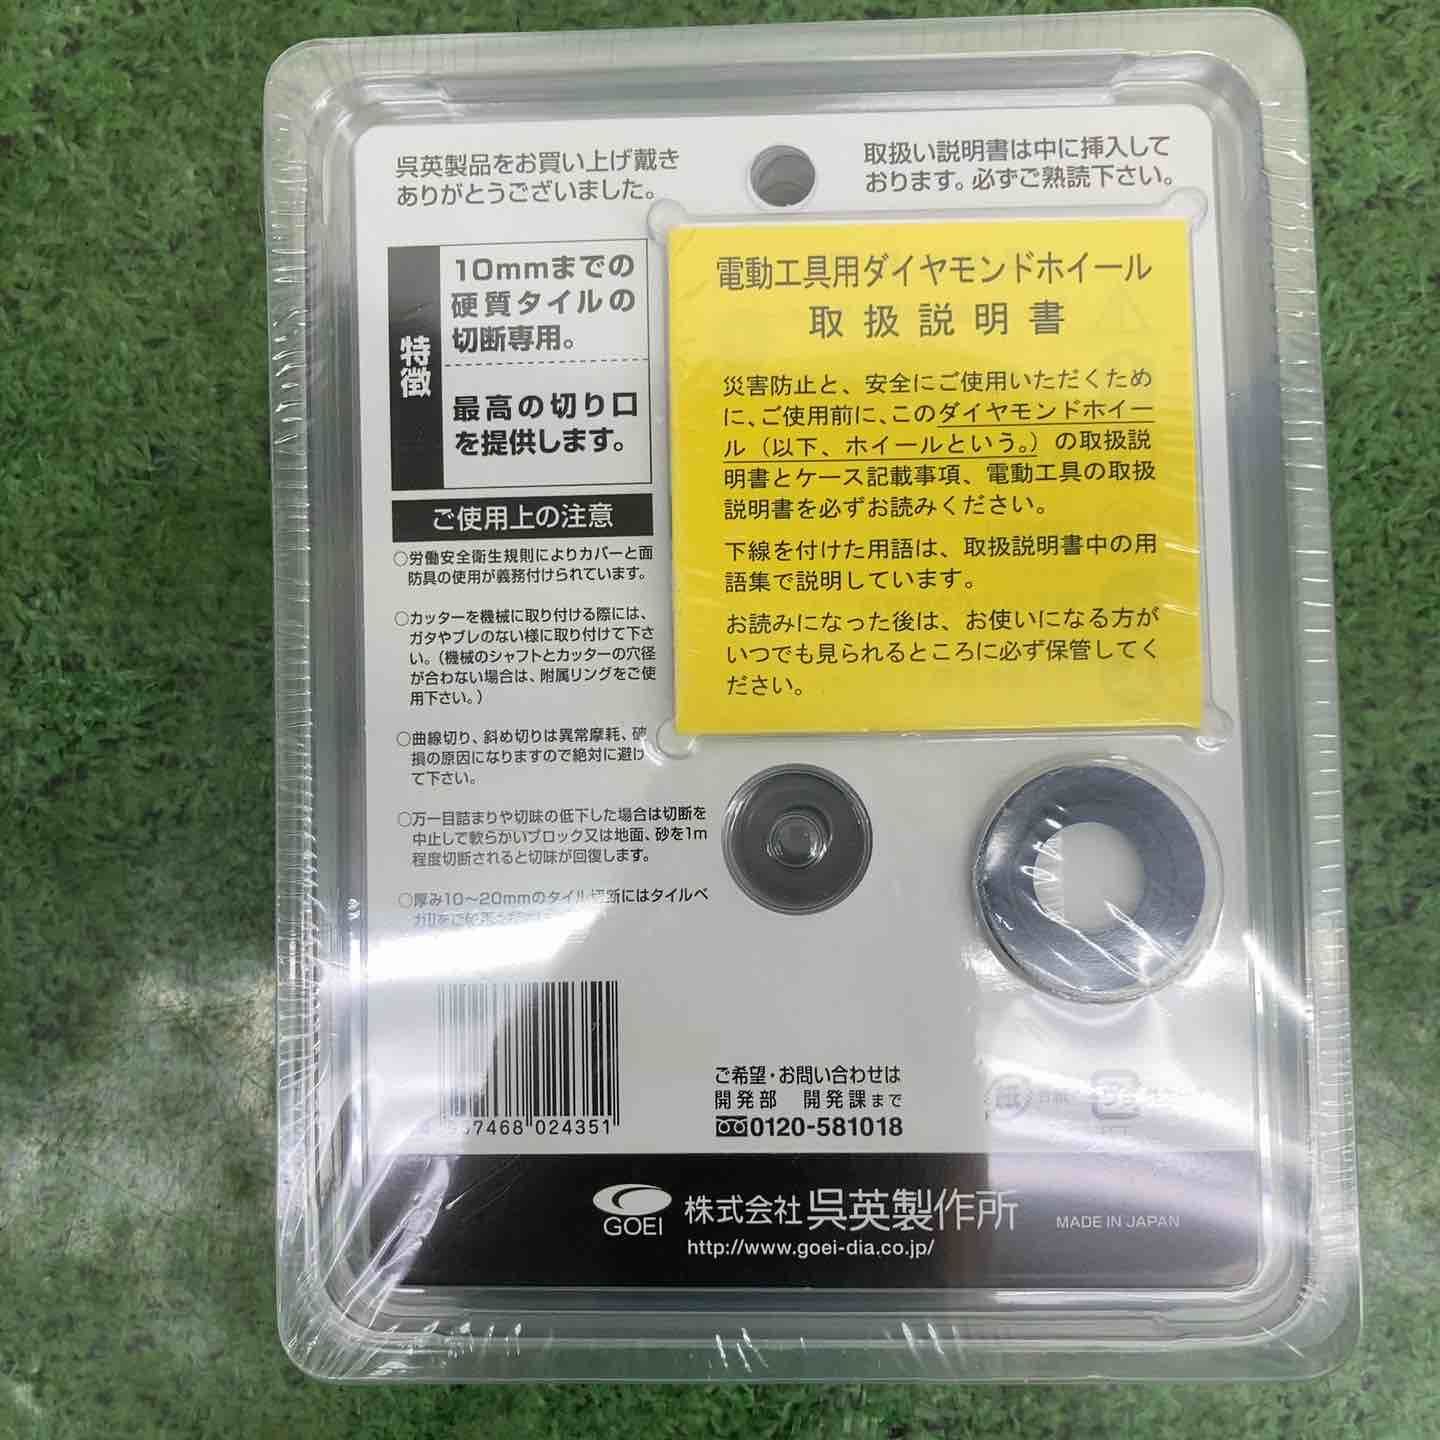 呉英製品をお買い上げ戴き
ありがとうございました。
取扱い説明書は中に挿入して
おります。必ずご熟読下さい。
特徴
10mmまでの
硬質タイルの
切断専用。
最高の切り口
を提供します。
ご使用上の注意
○労働安全衛生規則によりカバーと面
防具の使用が義務付けられています。
○カッターを機械に取り付ける際には、
ガタやブレのない様に取り付けて下さ
い。（機械のシャフトとカッターの穴径
が合わない場合は、附属リングをご使
用下さい。）
○曲線切り、斜め切りは異常摩耗、破
損の原因になりますので絶対に避け
て下さい。
○万一目詰まりや切味の低下した場合は切断を
中止して軟らかいブロック又は地面、砂を1m
程度切断されると切味が回復します。
○厚み10～20mmのタイル切断にはタイルベ
電動工具用ダイヤモンドホイール
取扱説明書
災害防止と、安全にご使用いただくため
に、ご使用前に、このダイヤモンドホイー
ル（以下、ホイールという。）の取扱説
明書とケース記載事項、電動工具の取扱
説明書を必ずお読みください。
下線を付けた用語は、取扱説明書中の用
語集で説明しています。
お読みになった後は、お使いになる方が
いつでも見られるところに必ず保管してく
ださい。
7468 024351
ご希望・お問い合わせは
開発部 開発課まで
0120-581018
紙
GOEI
株式会社 呉英製作所
http://www.goei-dia.co.jp/
MADE IN JAPAN